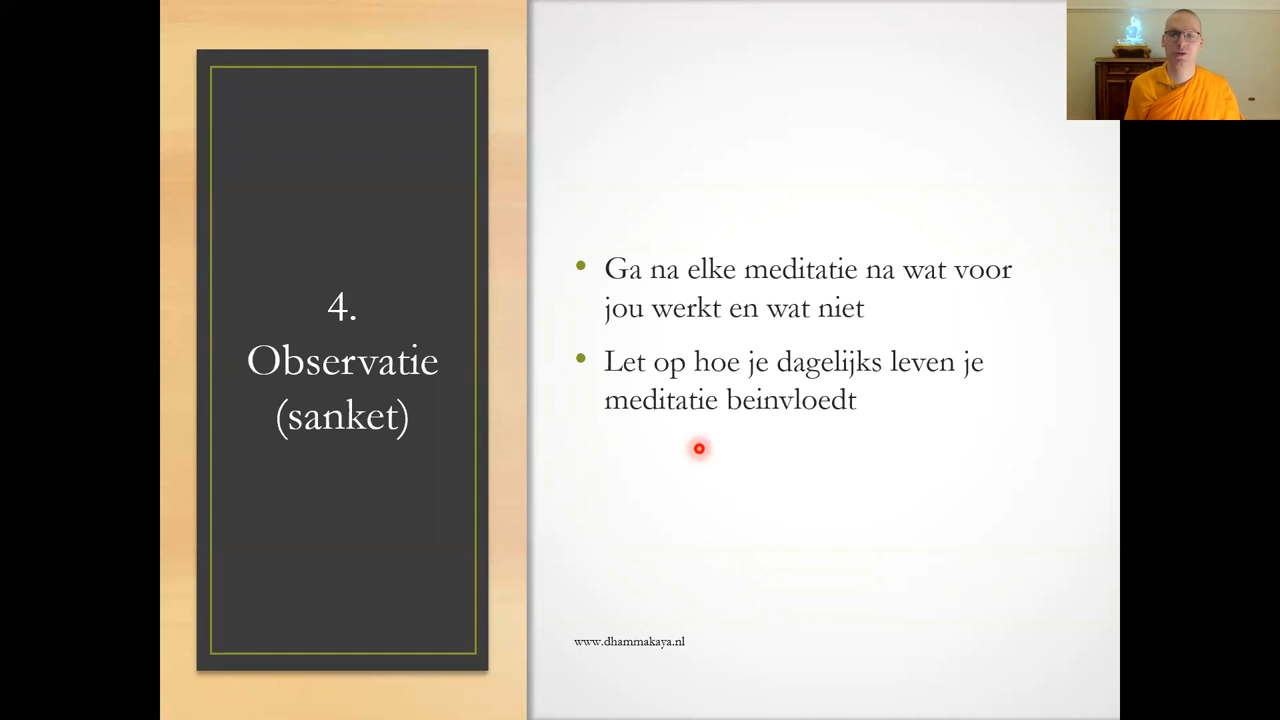 4.
Observatie
(sanket)
Ga na elke meditatie na wat voor
jou werkt en wat niet
Let op hoe je dagelijks leven je
meditatie beinvloedt
www.dhammakaya.nl